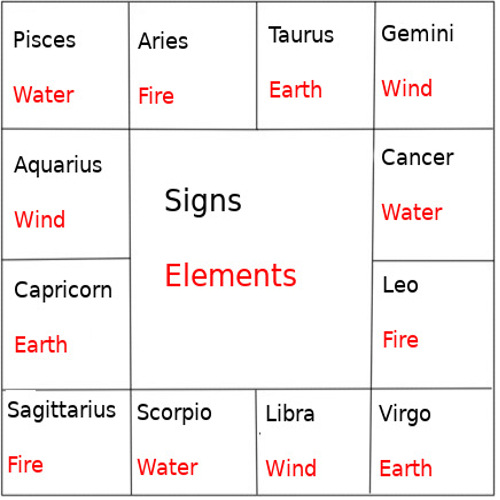 Pisces
Water
Aries
Fire
Taurus
Earth
Gemini
Wind
Aquarius
Wind
Signs
Elements
Cancer
Water
Capricorn
Earth
Leo
Fire
Sagittarius
Fire
Scorpio
Water
Libra
Wind
Virgo
Earth